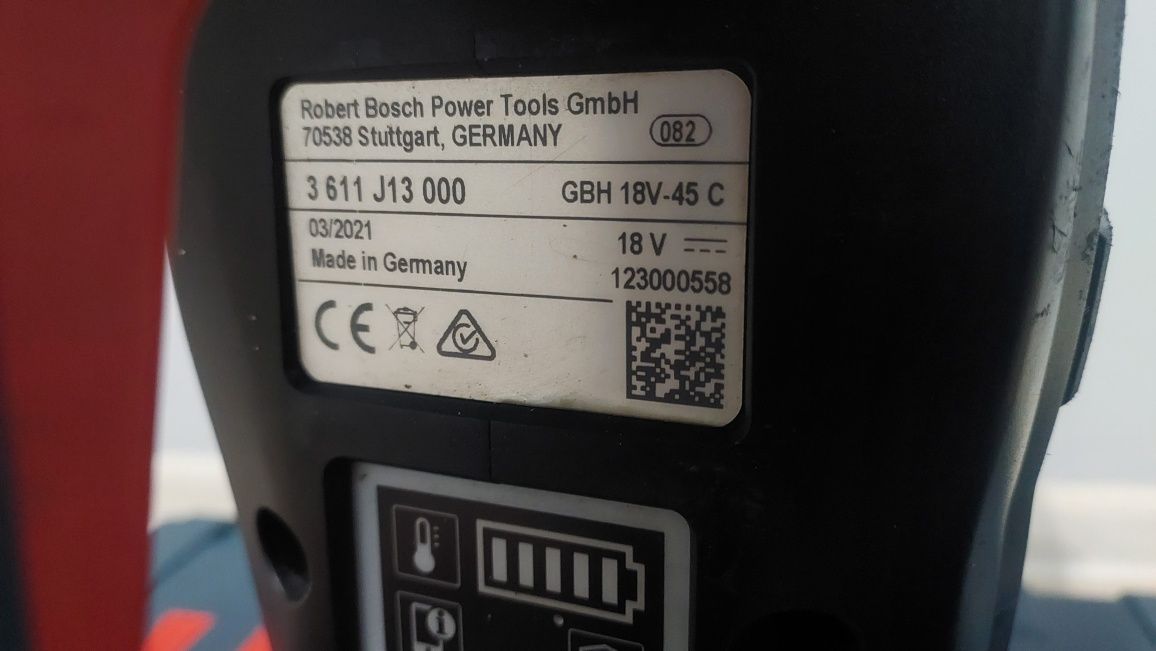 Robert Bosch Power Tools GmbH
70538 Stuttgart, GERMANY
082
3 611 J13 000
GBH 18V-45 C
03/2021
18 V
Made in Germany
123000558
CE
i